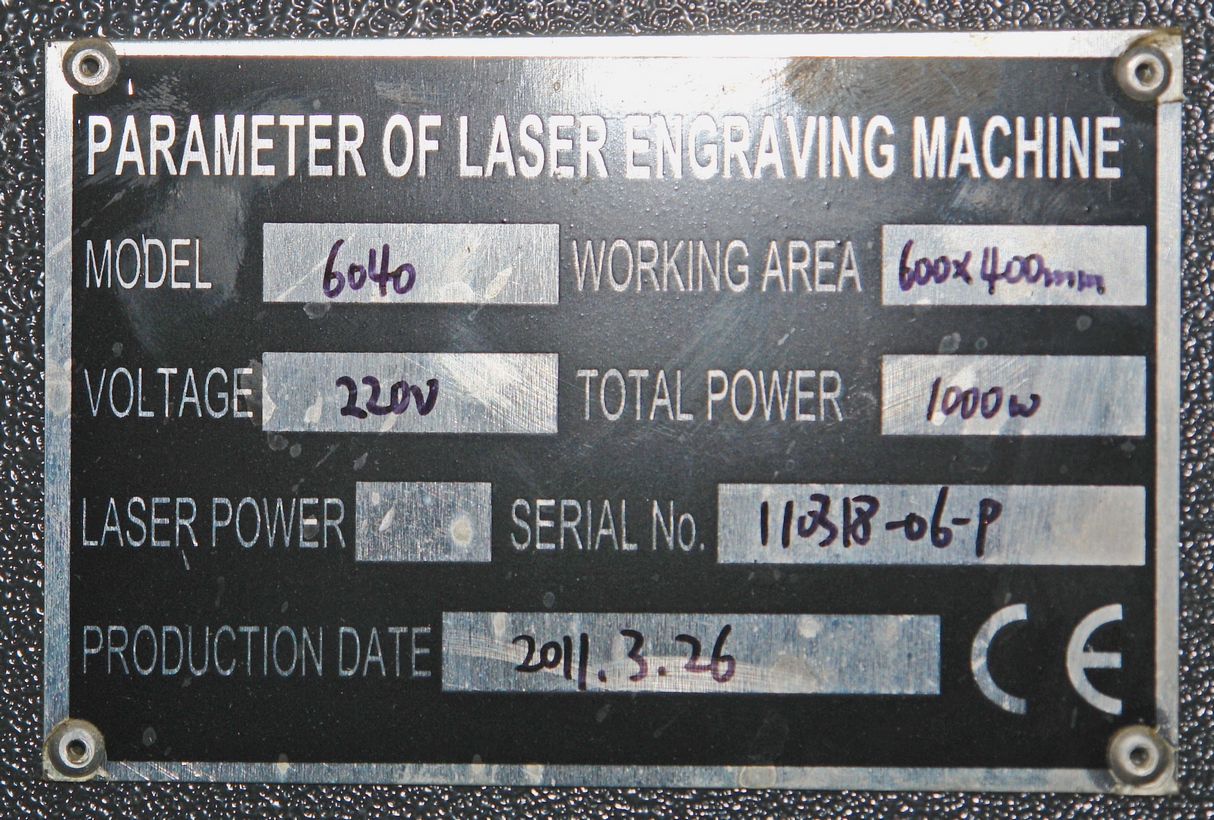 PARAMETER OF LASER ENGRAVING MACHINE
MODEL 6040 WORKING AREA 600x400mm
VOLTAGE 220V TOTAL POWER 1000w
LASER POWER SERIAL No. 110318-06-P
PRODUCTION DATE 2011.3.26 CE